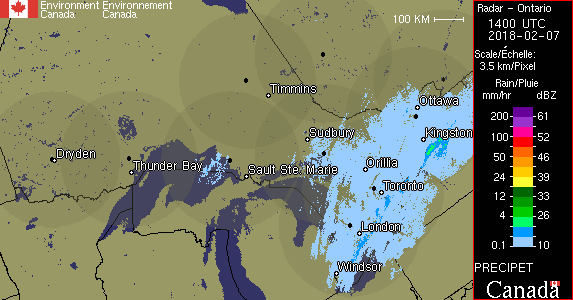 Environment Environnement
Canada Canada
100 KM
Timmins
Ottawa
Sudbury
Kingston
Dryden
Thunder Bay
Sault Ste. Marie
Orillia
Toronto
London
Windsor
Radar - Ontario
1400 UTC
2018-02-07
Scale/Échelle:
3.5 km/Pixel
Rain/Pluie
mm/hr dBZ
200 61
100 52
50 46
24 39
12 33
4 26
0.1 10
PRECIPET
Canada